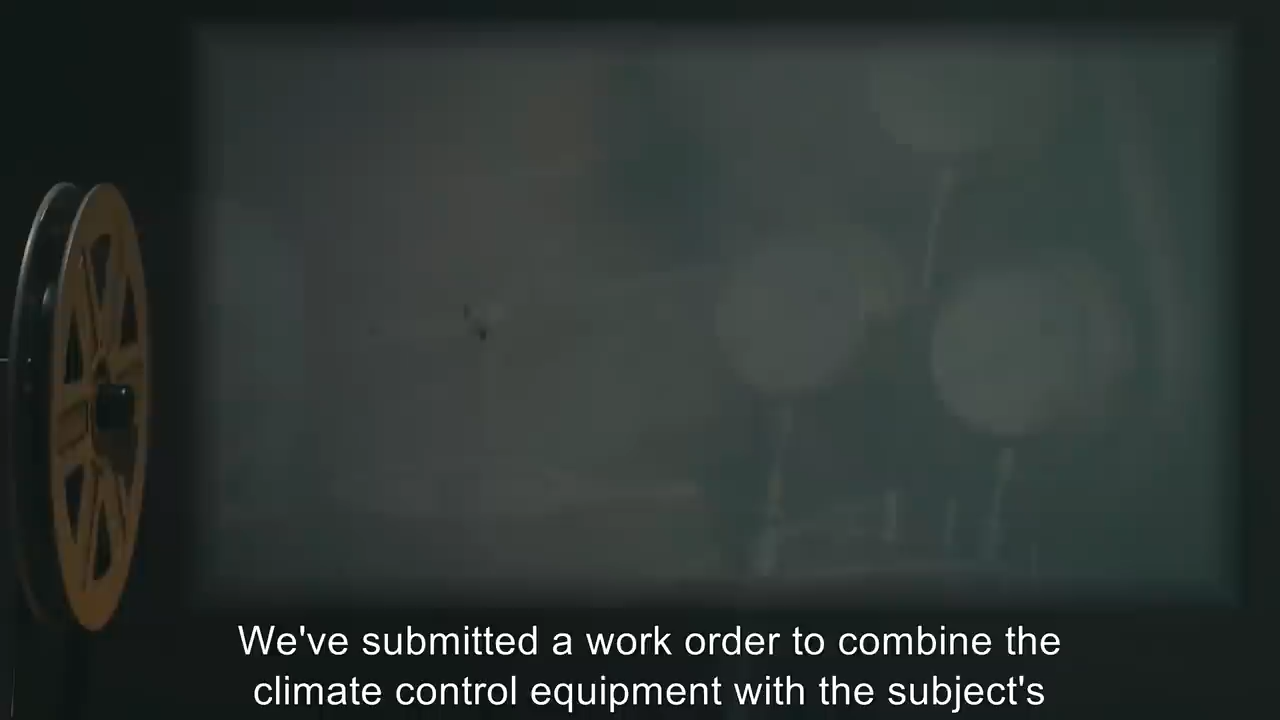 We've submitted a work order to combine the
climate control equipment with the subject's